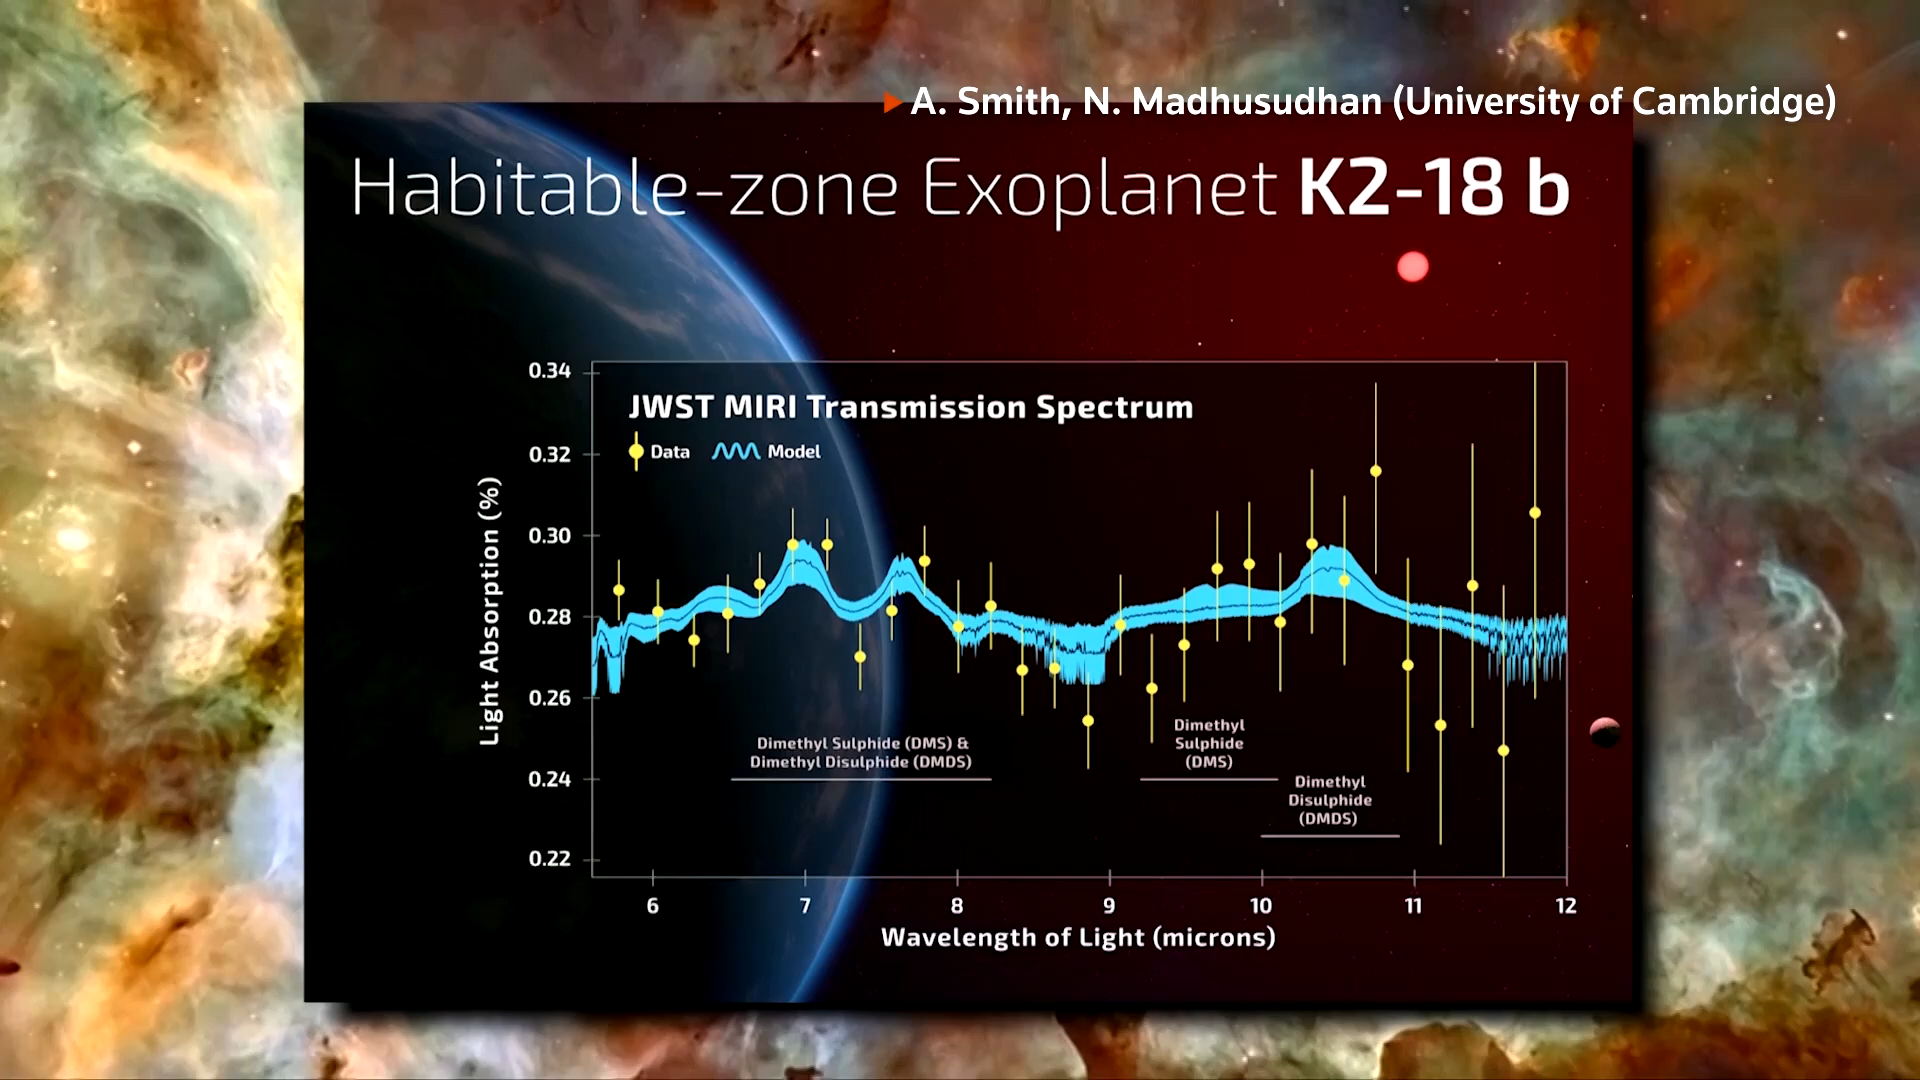 A. Smith, N. Madhusudhan (University of Cambridge)
Habitable-zone Exoplanet K2-18 b
JWST MIRI Transmission Spectrum
Data Model
Light Absorption (%)
0.34
0.32
0.30
0.28
0.26
0.24
0.22
Dimethyl Sulphide (DMS) &
Dimethyl Disulphide (DMDS)
Dimethyl
Sulphide
(DMS)
Dimethyl
Disulphide
(DMDS)
6 7 8 9 10 11 12
Wavelength of Light (microns)